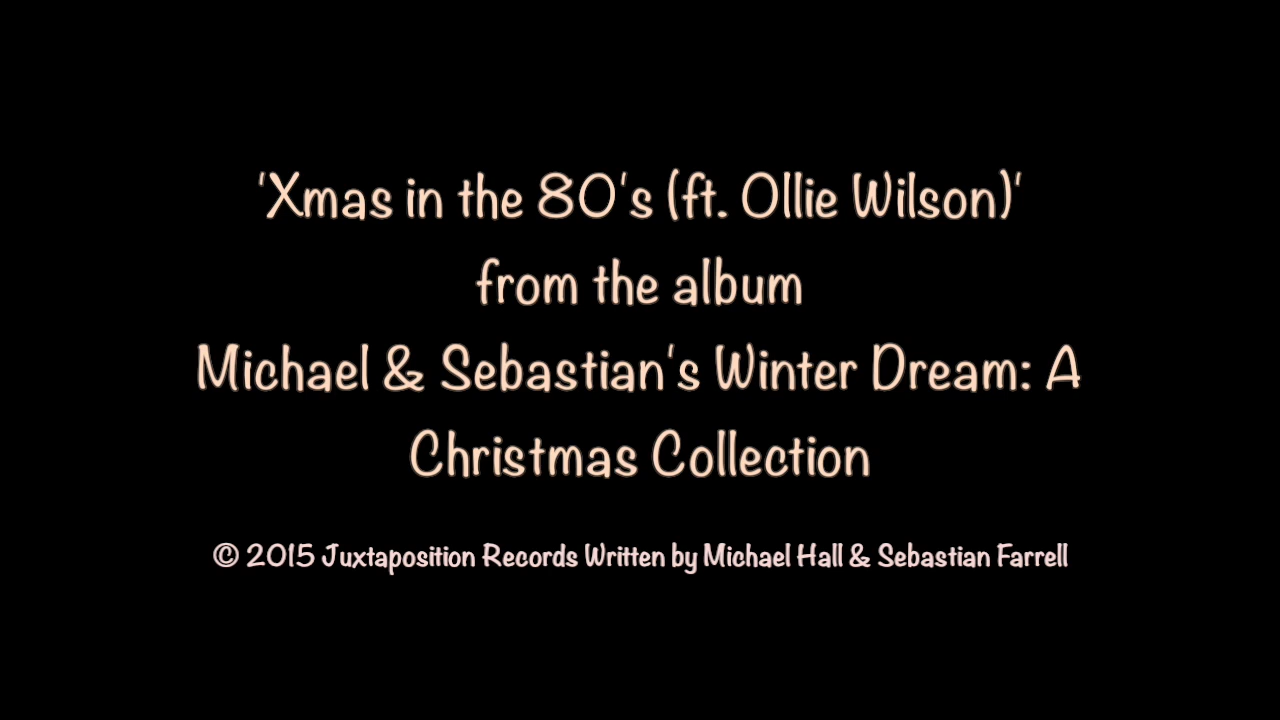 'Xmas in the 80's (ft. Ollie Wilson)'
from the album
Michael & Sebastian's Winter Dream: A
Christmas Collection
© 2015 Juxtaposition Records Written by Michael Hall & Sebastian Farrell